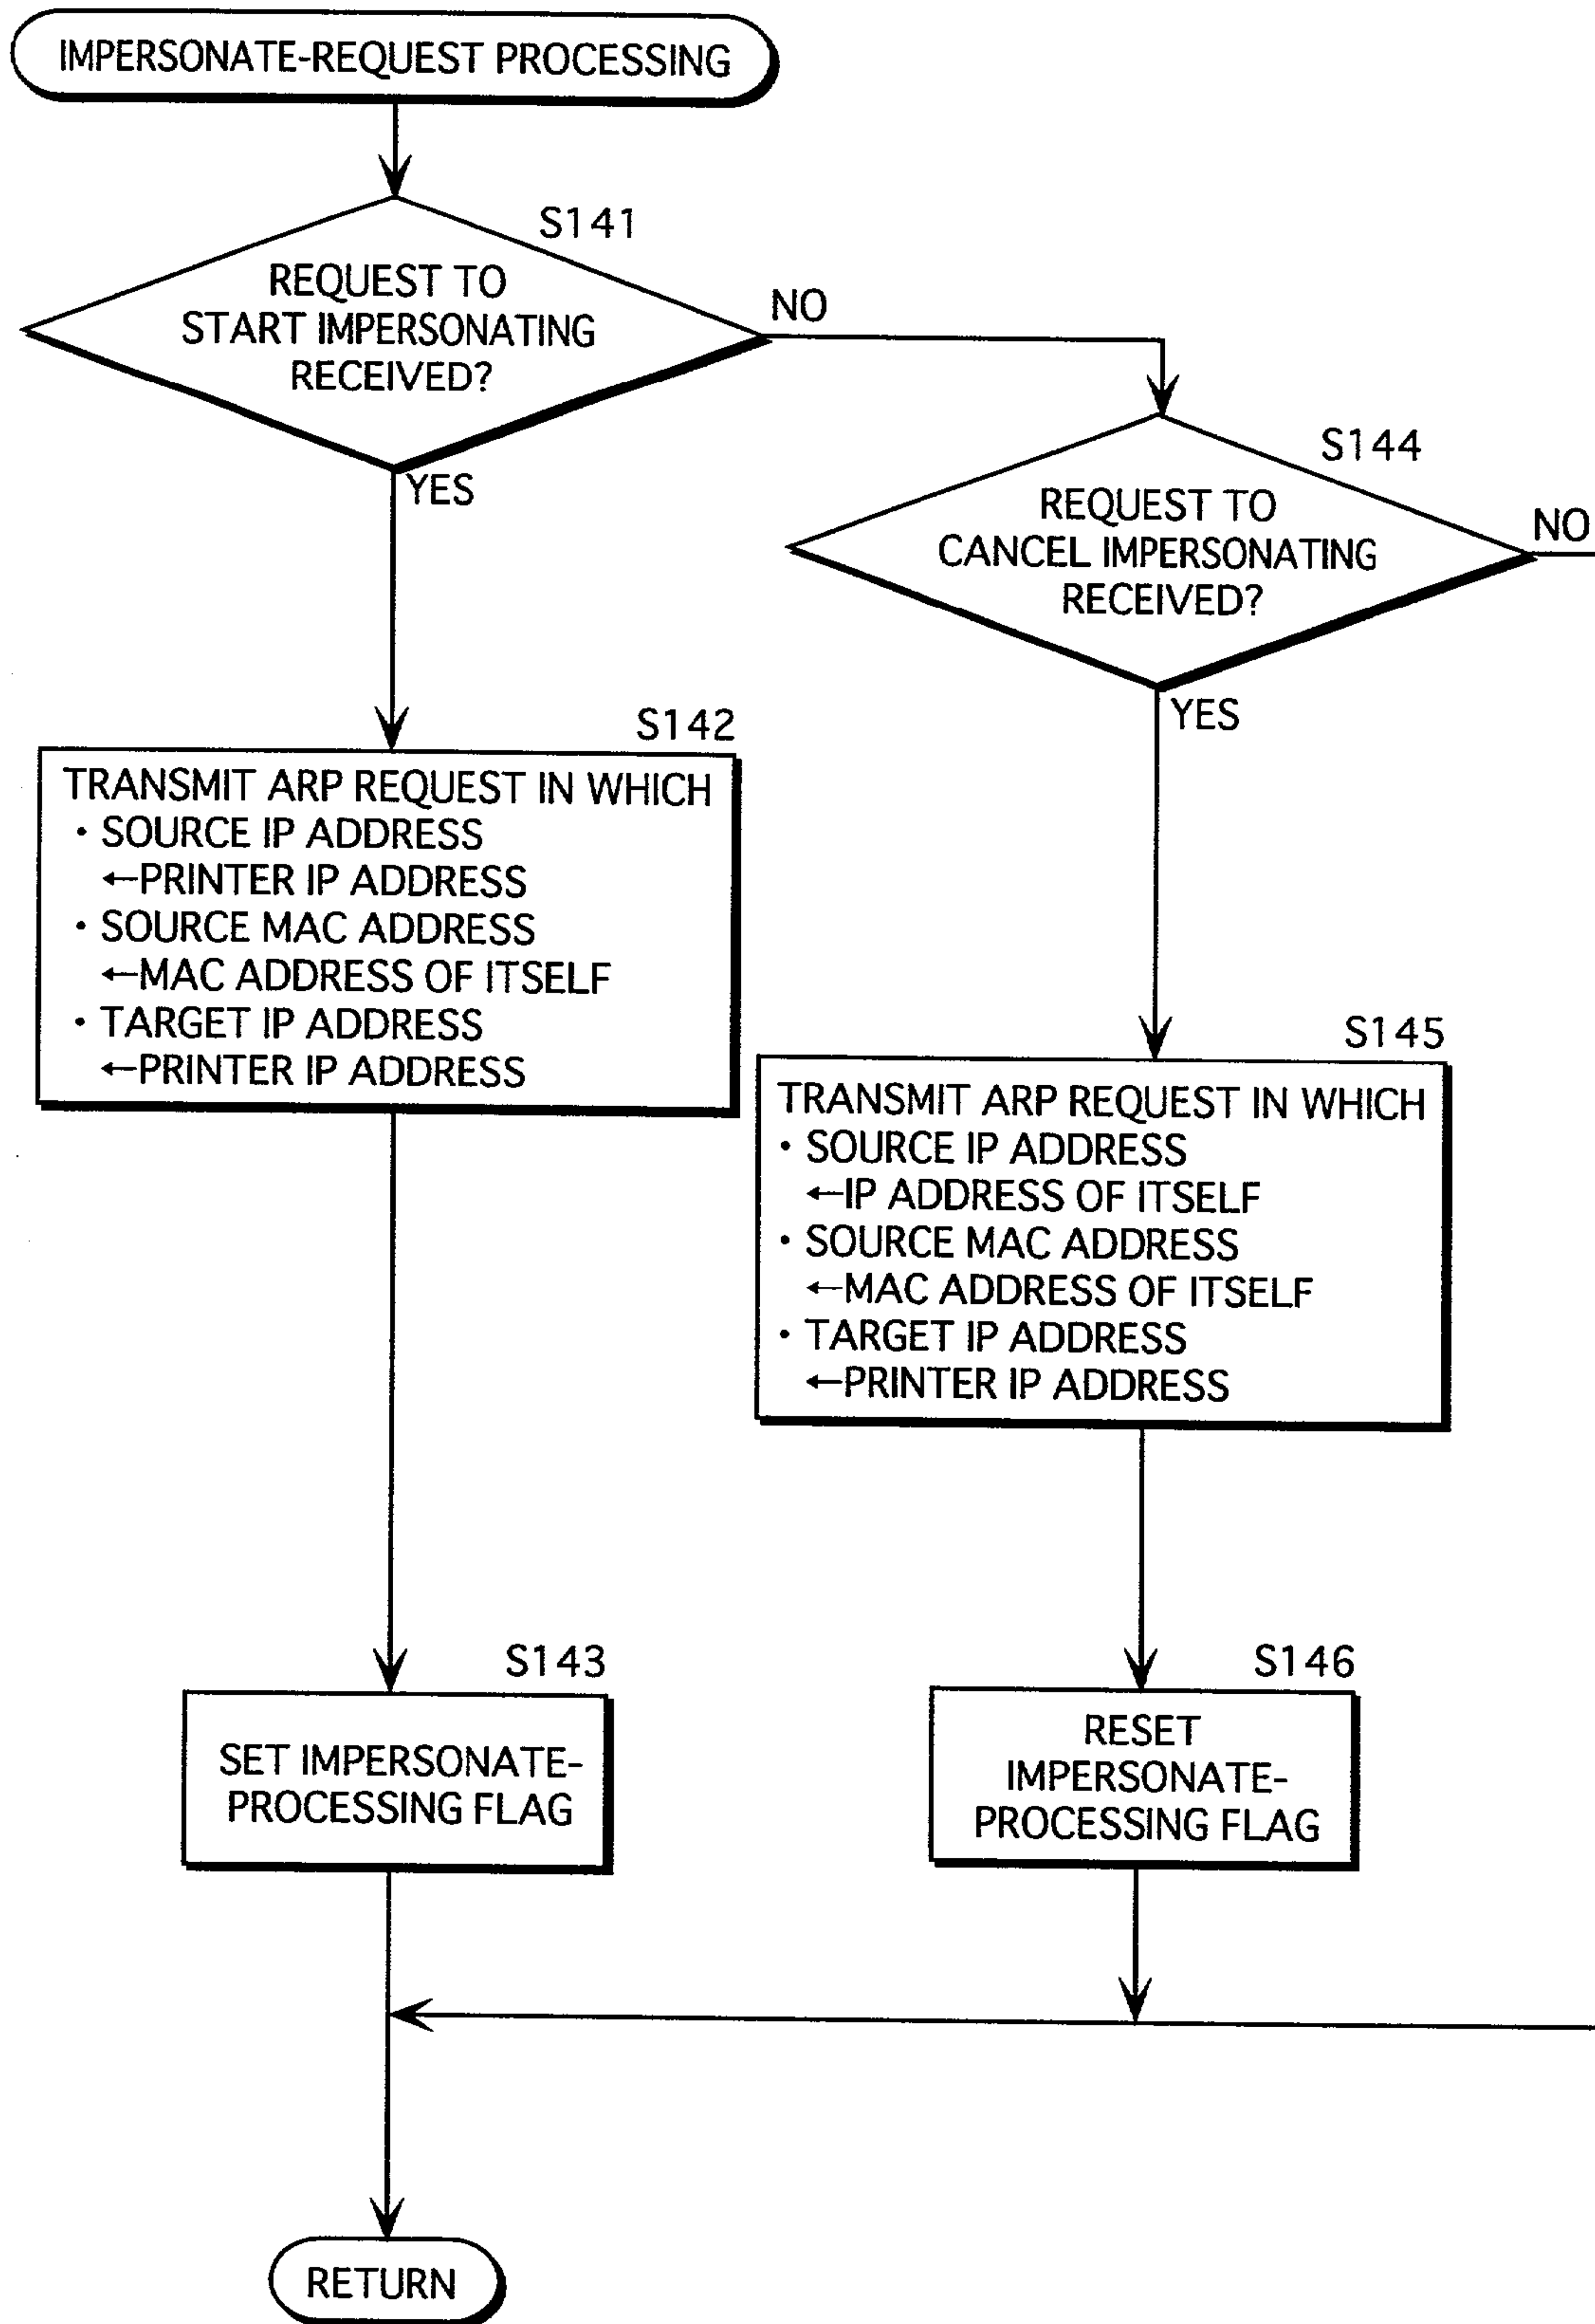 IMPERSONATE-REQUEST PROCESSING
S141
REQUEST TO
START IMPERSONATING
RECEIVED?
NO
YES
S144
REQUEST TO
CANCEL IMPERSONATING
RECEIVED?
NO
YES
S142
TRANSMIT ARP REQUEST IN WHICH
・SOURCE IP ADDRESS
←PRINTER IP ADDRESS
・SOURCE MAC ADDRESS
←MAC ADDRESS OF ITSELF
・TARGET IP ADDRESS
←PRINTER IP ADDRESS
S145
TRANSMIT ARP REQUEST IN WHICH
・SOURCE IP ADDRESS
←IP ADDRESS OF ITSELF
・SOURCE MAC ADDRESS
←MAC ADDRESS OF ITSELF
・TARGET IP ADDRESS
←PRINTER IP ADDRESS
S143
SET IMPERSONATE-
PROCESSING FLAG
S146
RESET
IMPERSONATE-
PROCESSING FLAG
RETURN